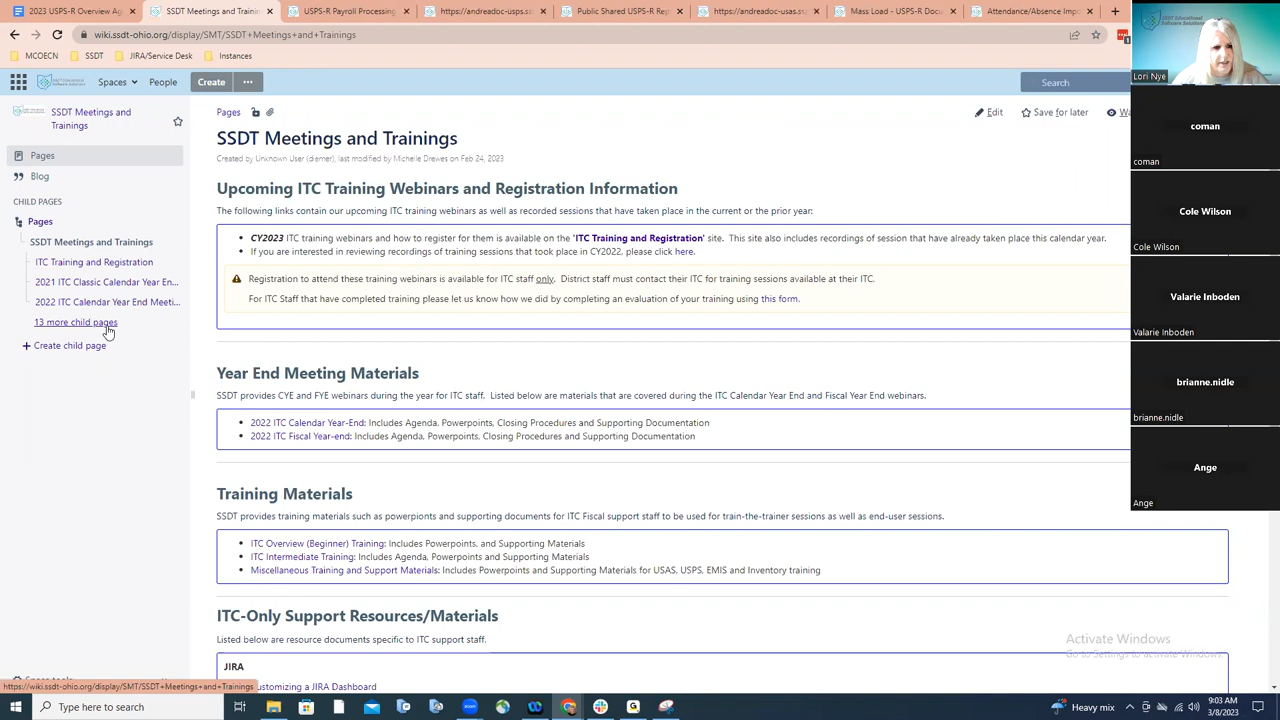 2023 USPS-R Overview Ag
SSDT Meetings and Trainings
USPS-R Payroll Processing
https://andreadoc-usps.ss
Public Shared USPS-R Rep
https://andreadoc-usas.ss
Mass Load - USPS Docum
Attendance/Absence Imp
wiki.ssdt-ohio.org/display/SMT/SSDT+Meetings+and+Trainings
MCOECN
SSDT
JIRA/Service Desk
Instances
Spaces
People
Create
Search
SSDT Meetings and
Trainings
Pages
Blog
CHILD PAGES
Pages
SSDT Meetings and Trainings
ITC Training and Registration
2021 ITC Classic Calendar Year En...
2022 ITC Calendar Year End Meeti...
13 more child pages
+ Create child page
Pages
Edit
Save for later
Wa
SSDT Meetings and Trainings
Created by Unknown User (diemer), last modified by Michelle Drewes on Feb 24, 2023
Upcoming ITC Training Webinars and Registration Information
The following links contain our upcoming ITC training webinars as well as recorded sessions that have taken place in the current or the prior year:
• CY2023 ITC training webinars and how to register for them is available on the 'ITC Training and Registration' site. This site also includes recordings of session that have already taken place this calendar year.
• If you are interested in reviewing recordings of training sessions that took place in CY2022, please click here.
Registration to attend these training webinars is available for ITC staff only. District staff must contact their ITC for training sessions available at their ITC.
For ITC Staff that have completed training please let us know how we did by completing an evaluation of your training using this form.
Year End Meeting Materials
SSDT provides CYE and FYE webinars during the year for ITC staff. Listed below are materials that are covered during the ITC Calendar Year End and Fiscal Year End webinars.
• 2022 ITC Calendar Year-End: Includes Agenda, Powerpoints, Closing Procedures and Supporting Documentation
• 2022 ITC Fiscal Year-end: Includes Agenda, Powerpoints, Closing Procedures and Supporting Documentation
Training Materials
SSDT provides training materials such as powerpionts and supporting documents for ITC Fiscal support staff to be used for train-the-trainer sessions as well as end-user sessions.
• ITC Overview (Beginner) Training: Includes Powerpoints, and Supporting Materials
• ITC Intermediate Training: Includes Agenda, Powerpoints and Supporting Materials
• Miscellaneous Training and Support Materials: Includes Powerpoints and Supporting Materials for USAS, USPS, EMIS and Inventory training
ITC-Only Support Resources/Materials
Listed below are resource documents specific to ITC support staff.
JIRA
ustomizing a JIRA Dashboard
Activate Windows
Go to Settings to activate Windows.
https://wiki.ssdt-ohio.org/display/SMT/SSDT+Meetings+and+Trainings
Type here to search
Heavy mix
9:03 AM
3/8/2023
SSDT Educational
Software Solutions
Lori Nye
coman
coman
Cole Wilson
Cole Wilson
Valarie Inboden
Valarie Inboden
brianne.nidle
brianne.nidle
Ange
Ange